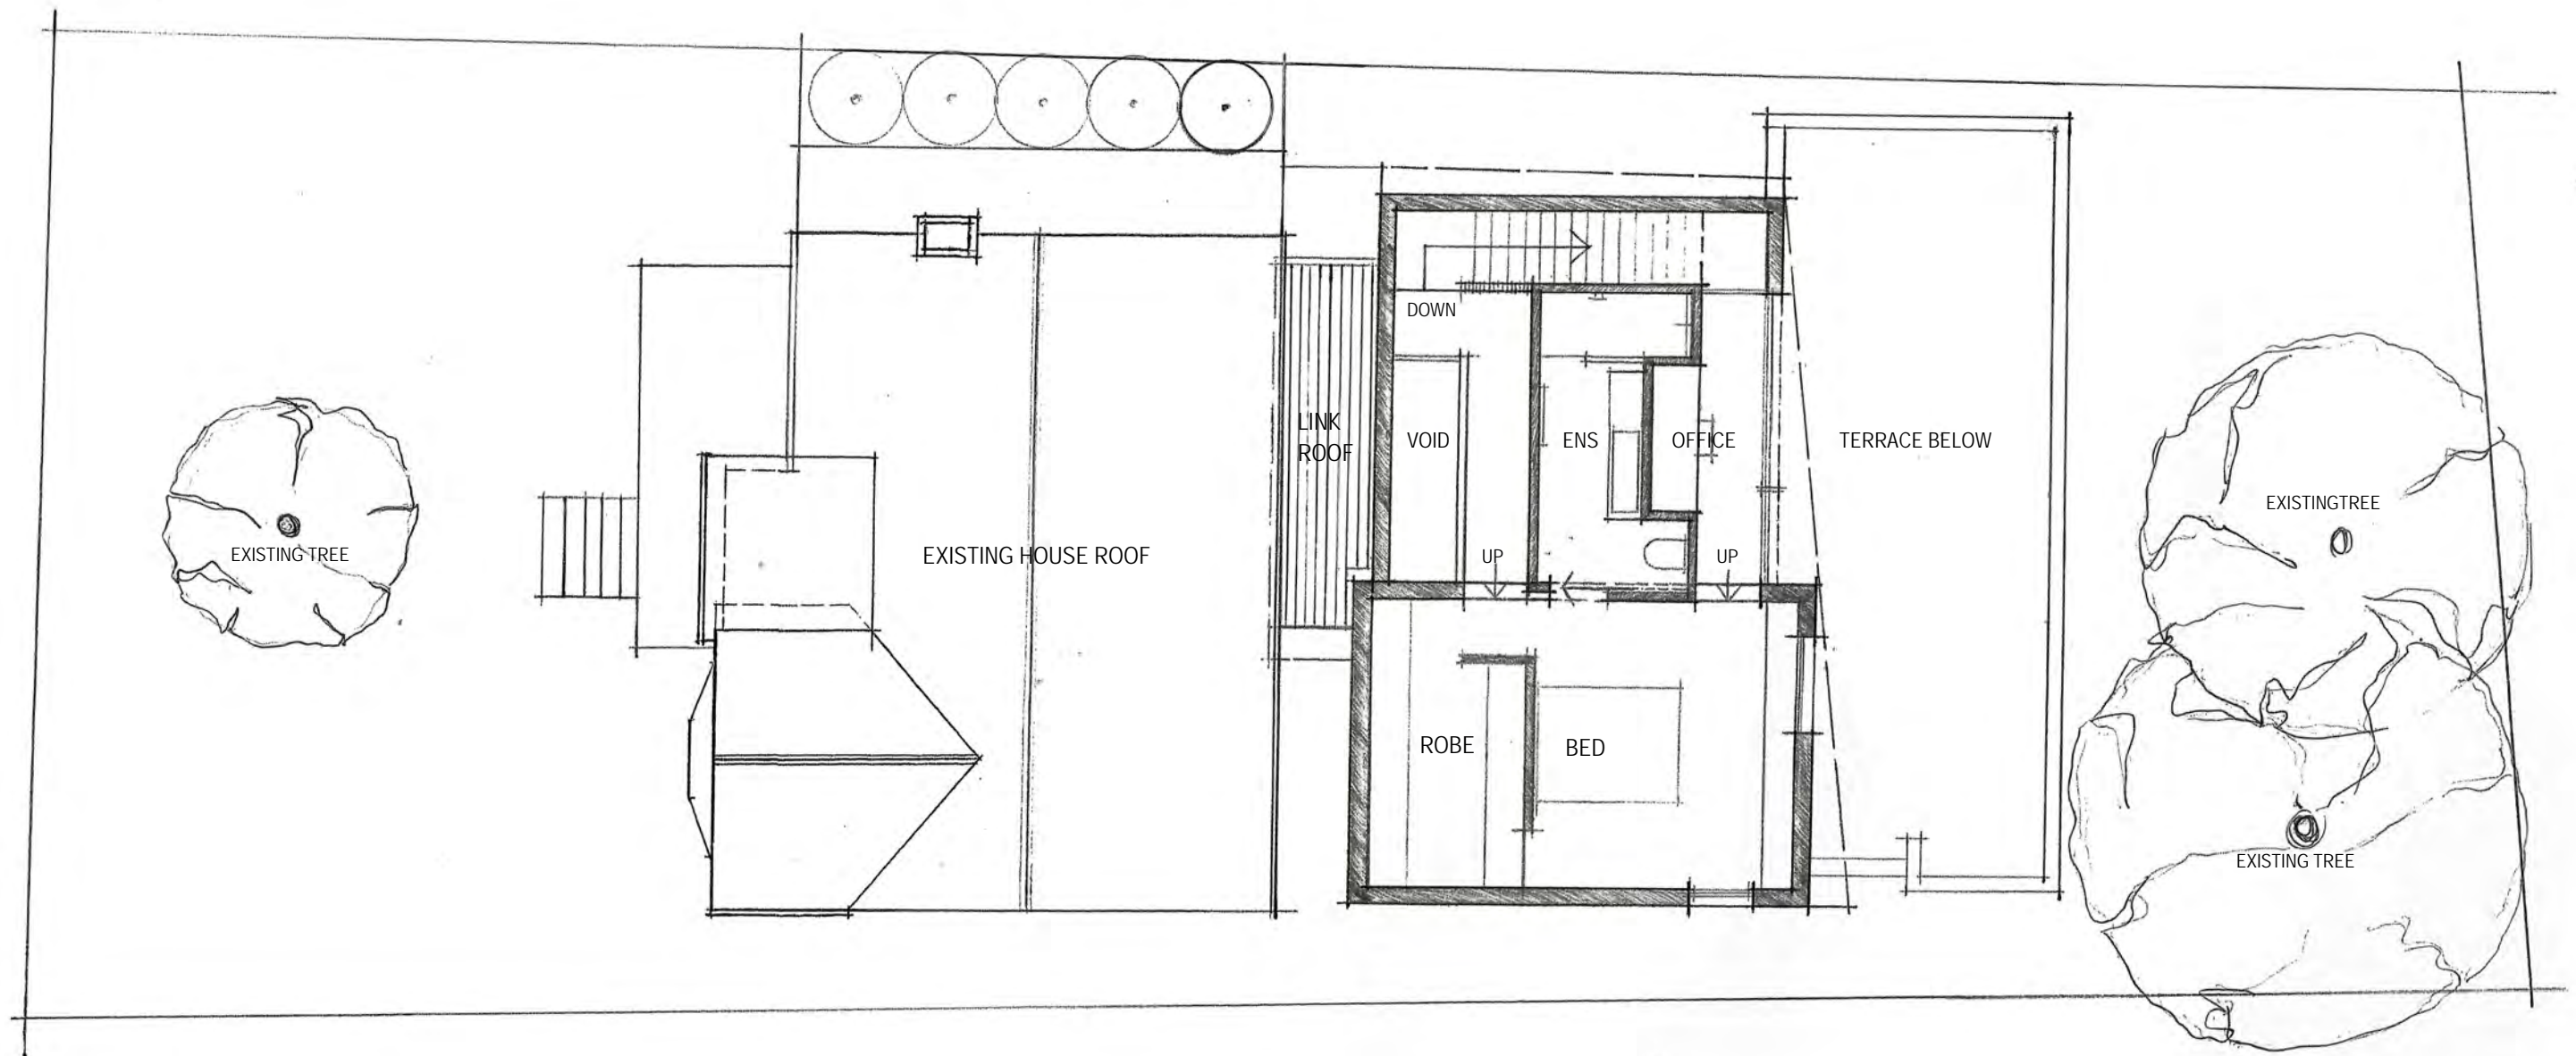 DOWN
LINK
ROOF
VOID
ENS
OFFICE
TERRACE BELOW
EXISTINGTREE
EXISTING TREE
EXISTING HOUSE ROOF
UP
UP
ROBE
BED
EXISTING TREE